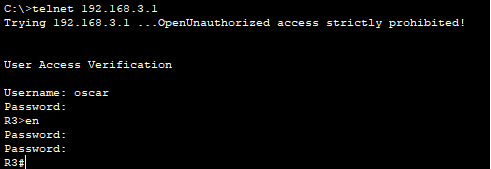 C:\>telnet 192.168.3.1
Trying 192.168.3.1 ...OpenUnauthorized access strictly prohibited!
User Access Verification
Username: oscar
Password:
R3>en
Password:
Password:
R3#